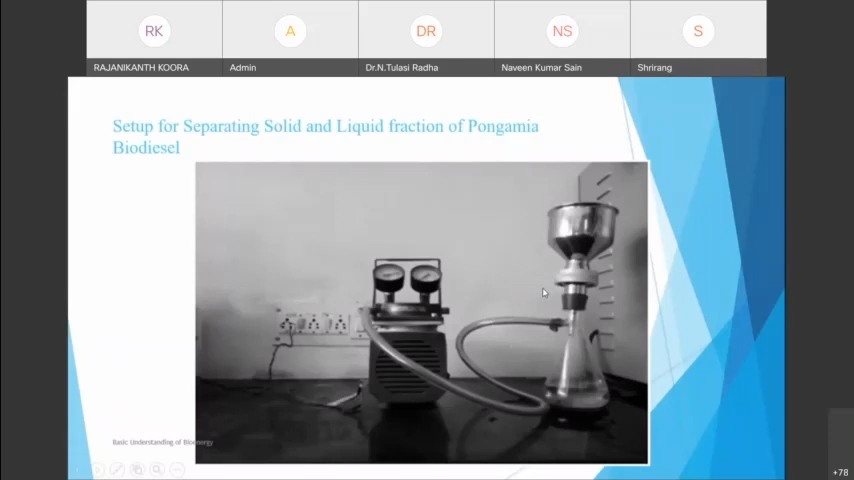 RK
A
DR
NS
S
RAJANIKANTH KOORA
Admin
Dr.N.Tulasi Radha
Naveen Kumar Sain
Shrirang
Setup for Separating Solid and Liquid fraction of Pongamia
Biodiesel
Basic Understanding of Bioenergy
+78